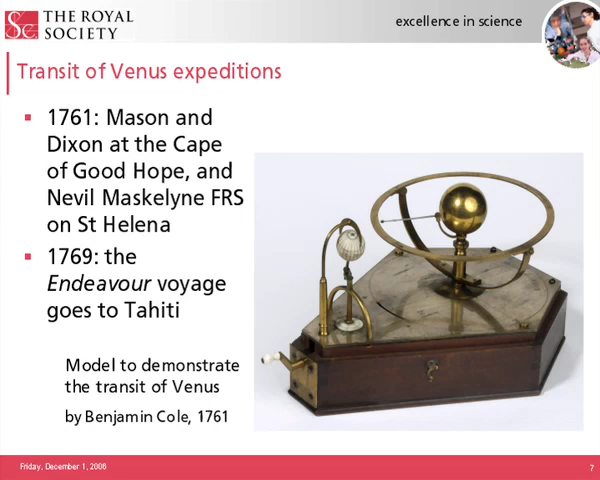 THE ROYAL
SOCIETY
excellence in science
Transit of Venus expeditions
▪ 1761: Mason and
Dixon at the Cape
of Good Hope, and
Nevil Maskelyne FRS
on St Helena
▪ 1769: the
Endeavour voyage
goes to Tahiti
Model to demonstrate
the transit of Venus
by Benjamin Cole, 1761
Friday, December 1, 2006
7